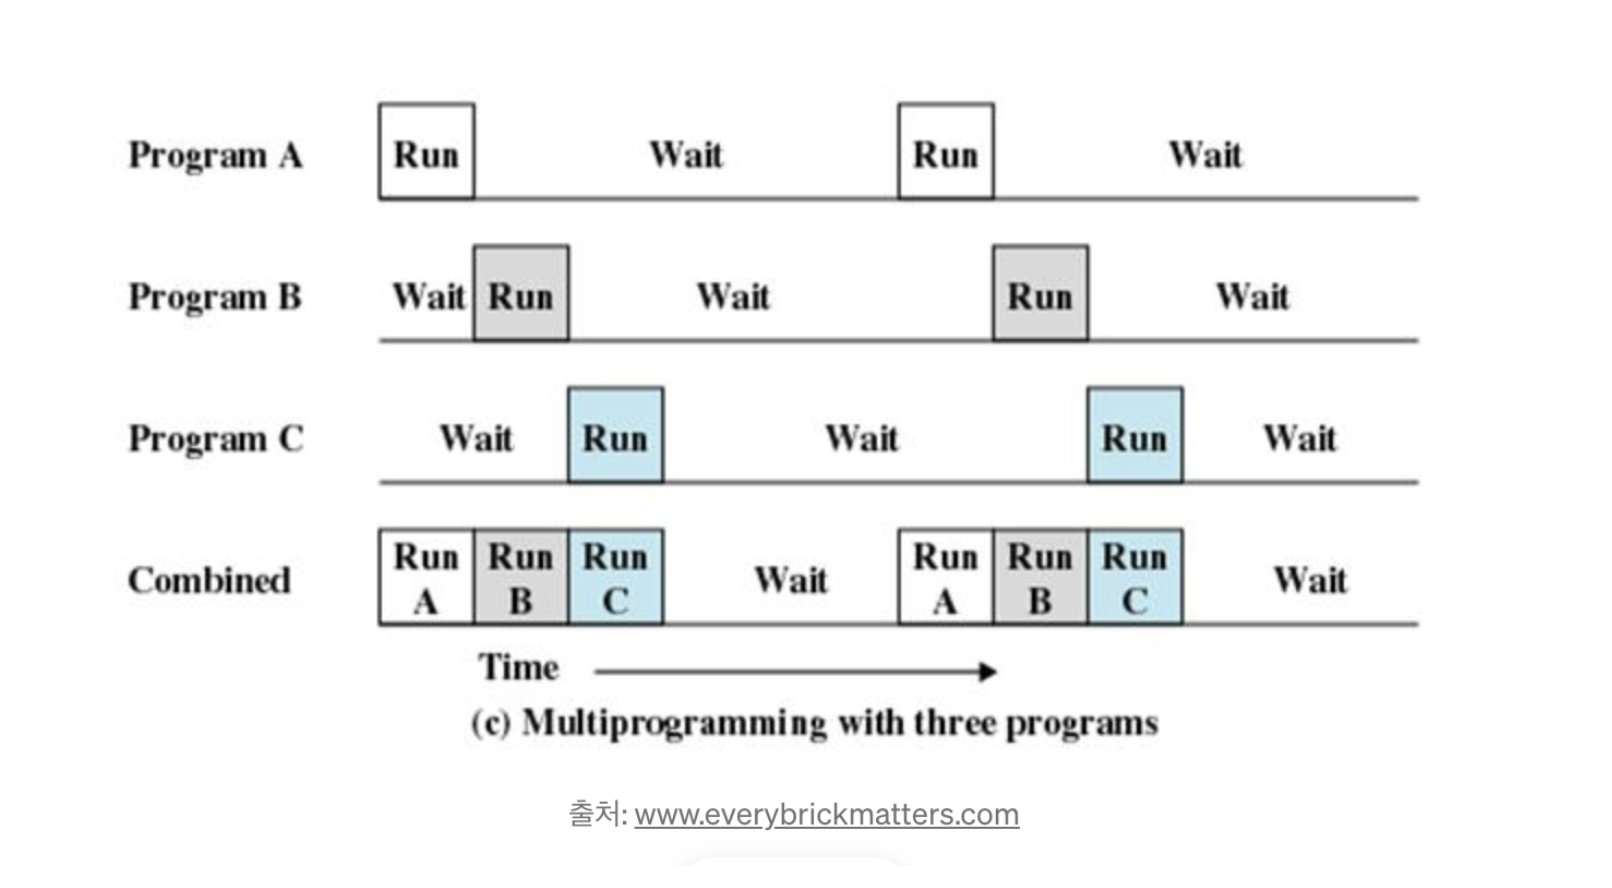 Program A Run Wait Run Wait
Program B Wait Run Wait Run Wait
Program C Wait Run Wait Run Wait
Combined Run A Run B Run C Wait Run A Run B Run C Wait
Time
(c) Multiprogramming with three programs
출처: www.everybrickmatters.com